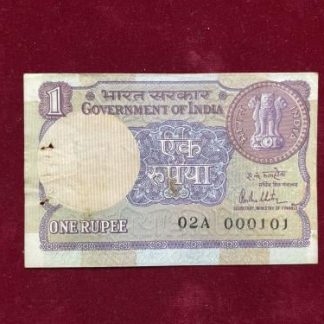 1 भारत सरकार
GOVERNMENT OF INDIA
एक
रुपया
ONE RUPEE 02A 000101